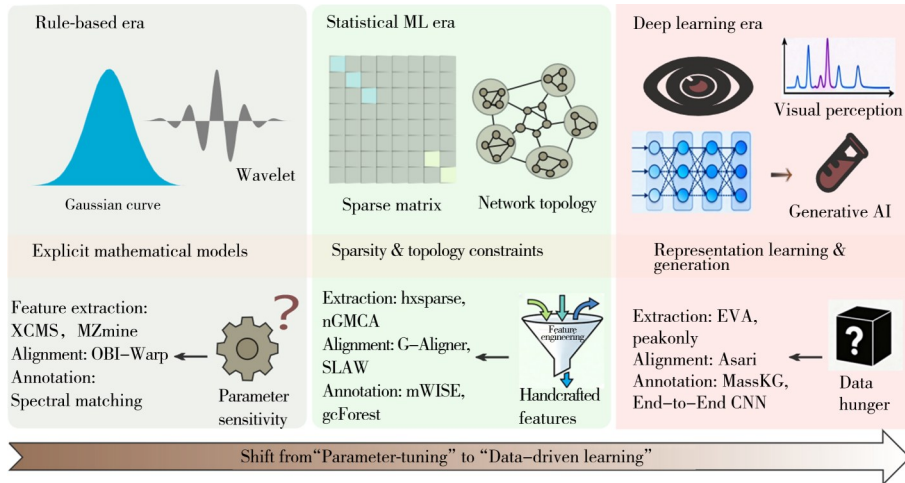 Rule-based era
Gaussian curve
Wavelet
Explicit mathematical models
Feature extraction:
XCMS, MZmine
Alignment: OBI-Warp
Annotation:
Spectral matching
?
Parameter
sensitivity
Statistical ML era
Sparse matrix
Network topology
Sparsity & topology constraints
Extraction: hxsparse,
nGMCA
Alignment: G-Aligner,
SLAW
Annotation: mWISE,
gcForest
Feature
engineering
Handcrafted
features
Deep learning era
Visual perception
Generative AI
Representation learning &
generation
Extraction: EVA,
peakonly
Alignment: Asari
Annotation: MassKG,
End-to-End CNN
?
Data
hunger
Shift from“Parameter-tuning” to “Data-driven learning”